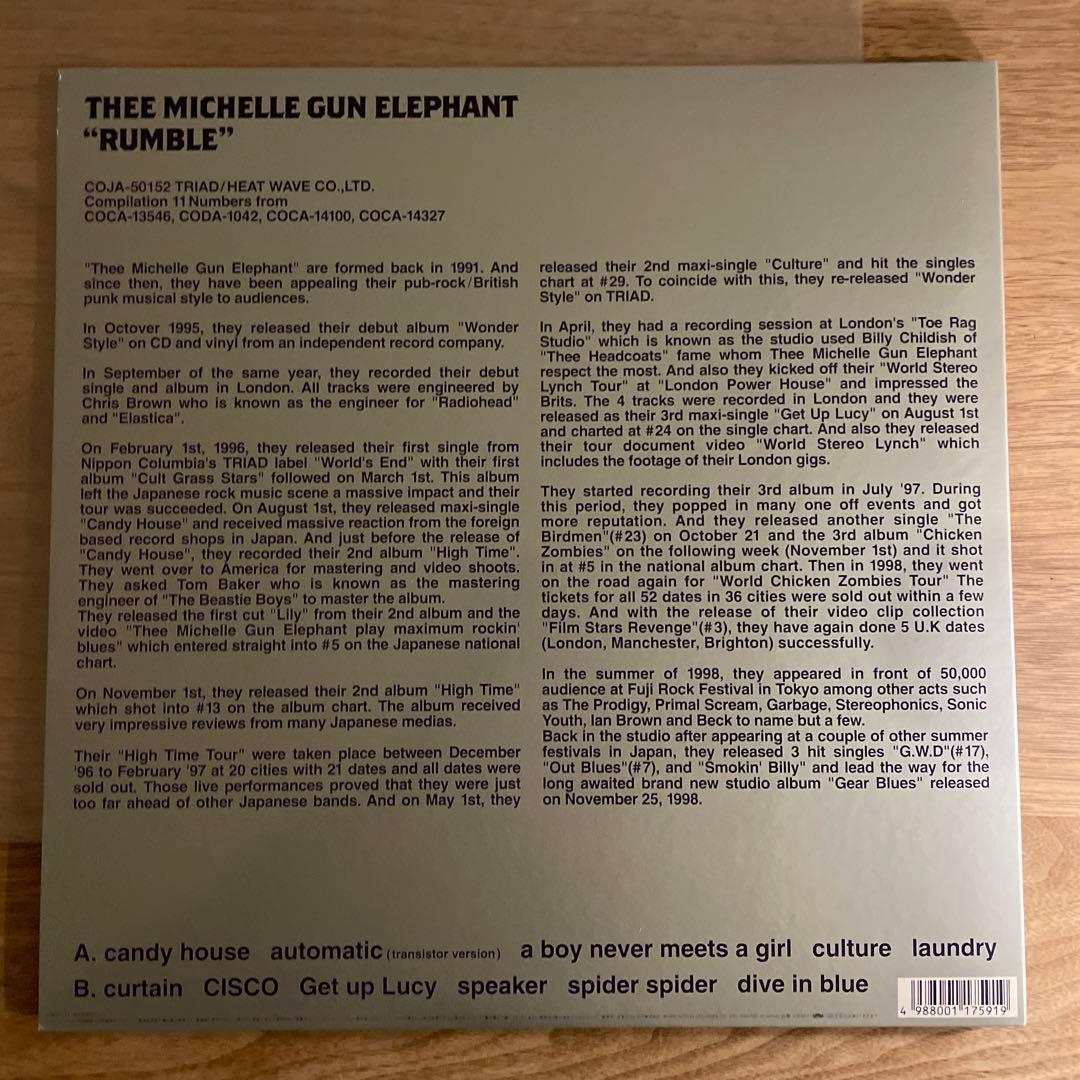 THEE MICHELLE GUN ELEPHANT
“RUMBLE”
COJA-50152 TRIAD/HEAT WAVE CO.,LTD.
Compilation 11 Numbers from
COCA-13546, CODA-1042, COCA-14100, COCA-14327
"Thee Michelle Gun Elephant" are formed back in 1991. And
since then, they have been appealing their pub-rock/British
punk musical style to audiences.
In Octover 1995, they released their debut album "Wonder
Style" on CD and vinyl from an independent record company.
In September of the same year, they recorded their debut
single and album in London. All tracks were engineered by
Chris Brown who is known as the engineer for "Radiohead"
and "Elastica".
On February 1st, 1996, they released their first single from
Nippon Columbia's TRIAD label "World's End" with their first
album "Cult Grass Stars" followed on March 1st. This album
left the Japanese rock music scene a massive impact and their
tour was succeeded. On August 1st, they released maxi-single
"Candy House" and received massive reaction from the foreign
based record shops in Japan. And just before the release of
"Candy House", they recorded their 2nd album "High Time".
They went over to America for mastering and video shoots.
They asked Tom Baker who is known as the mastering
engineer of "The Beastie Boys" to master the album.
They released the first cut "Lily" from their 2nd album and the
video "Thee Michelle Gun Elephant play maximum rockin'
blues" which entered straight into #5 on the Japanese national
chart.
On November 1st, they released their 2nd album "High Time"
which shot into #13 on the album chart. The album received
very impressive reviews from many Japanese medias.
Their "High Time Tour" were taken place between December
'96 to February '97 at 20 cities with 21 dates and all dates were
sold out. Those live performances proved that they were just
too far ahead of other Japanese bands. And on May 1st, they
released their 2nd maxi-single "Culture" and hit the singles
chart at #29. To coincide with this, they re-released "Wonder
Style" on TRIAD.
In April, they had a recording session at London's "Toe Rag
Studio" which is known as the studio used Billy Childish of
"Thee Headcoats" fame whom Thee Michelle Gun Elephant
respect the most. And also they kicked off their "World Stereo
Lynch Tour" at "London Power House" and impressed the
Brits. The 4 tracks were recorded in London and they were
released as their 3rd maxi-single "Get Up Lucy" on August 1st
and charted at #24 on the single chart. And also they released
their tour document video "World Stereo Lynch" which
includes the footage of their London gigs.
They started recording their 3rd album in July '97. During
this period, they popped in many one off events and got
more reputation. And they released another single "The
Birdmen"(#23) on October 21 and the 3rd album "Chicken
Zombies" on the following week (November 1st) and it shot
in at #5 in the national album chart. Then in 1998, they went
on the road again for "World Chicken Zombies Tour" The
tickets for all 52 dates in 36 cities were sold out within a few
days. And with the release of their video clip collection
"Film Stars Revenge"(#3), they have again done 5 U.K dates
(London, Manchester, Brighton) successfully.
In the summer of 1998, they appeared in front of 50,000
audience at Fuji Rock Festival in Tokyo among other acts such
as The Prodigy, Primal Scream, Garbage, Stereophonics, Sonic
Youth, Ian Brown and Beck to name but a few.
Back in the studio after appearing at a couple of other summer
festivals in Japan, they released 3 hit singles "G.W.D"(#17),
"Out Blues"(#7), and "Smokin' Billy" and lead the way for the
long awaited brand new studio album "Gear Blues" released
on November 25, 1998.
A. candy house automatic (transistor version) a boy never meets a girl culture laundry
B. curtain CISCO Get up Lucy speaker spider spider dive in blue
4 988001 175919